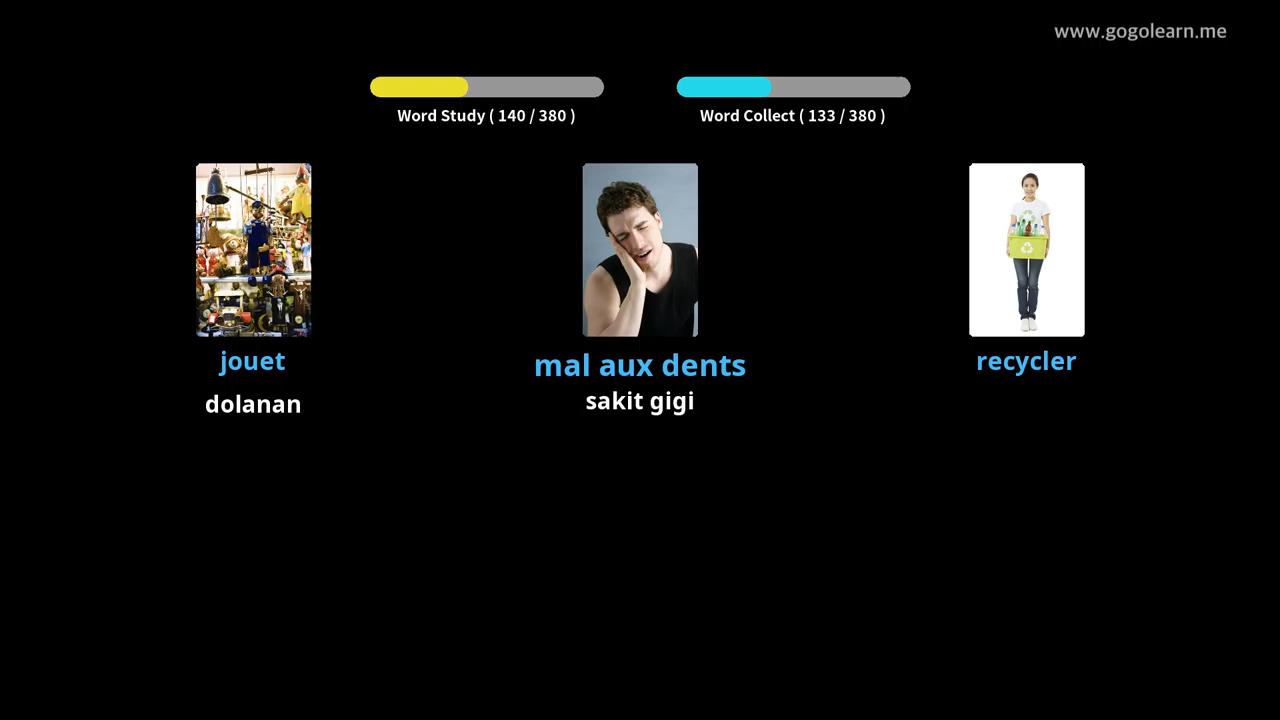 www.gogolearn.me
Word Study ( 140 / 380 )
Word Collect ( 133 / 380 )
jouet
mal aux dents
recycler
dolanan
sakit gigi